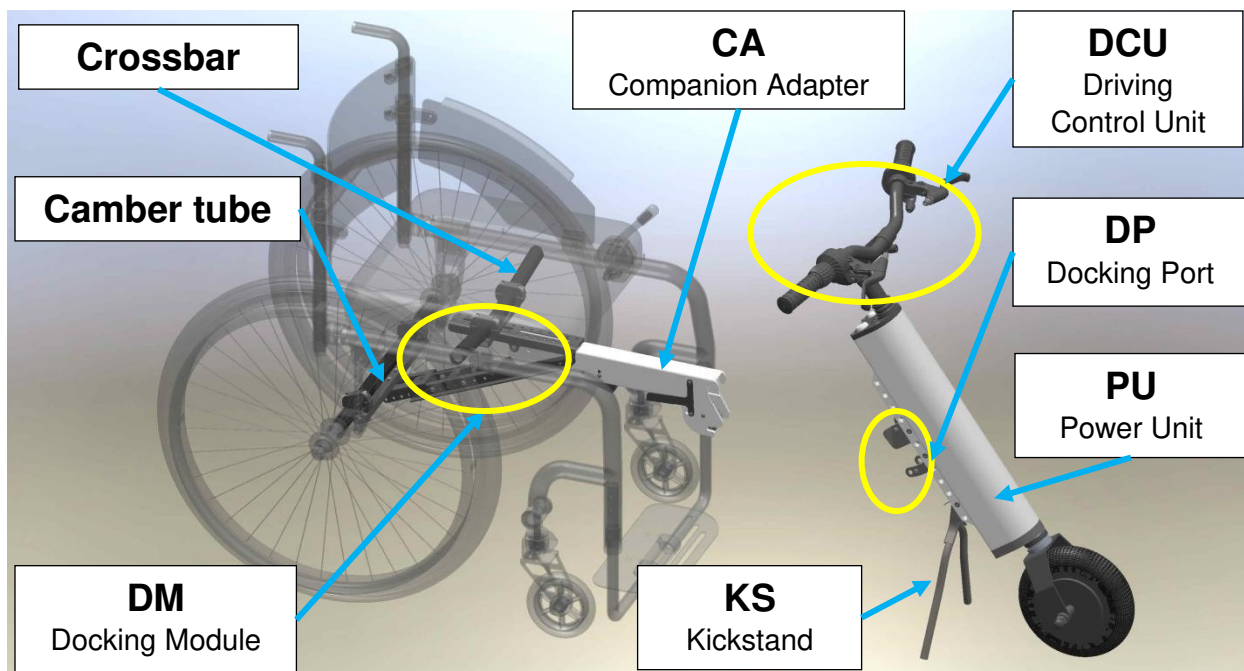 Crossbar
CA
Companion Adapter
DCU
Driving
Control Unit
Camber tube
DP
Docking Port
PU
Power Unit
DM
Docking Module
KS
Kickstand